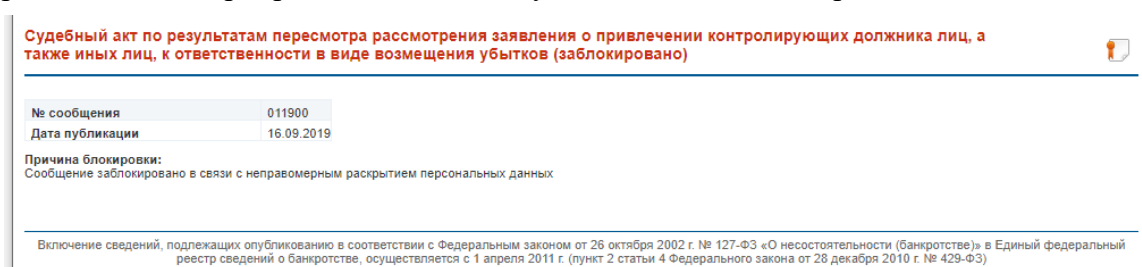 Судебный акт по результатам пересмотра рассмотрения заявления о привлечении контролирующих должника лиц, а
также иных лиц, к ответственности в виде возмещения убытков (заблокировано)
№ сообщения 011900
Дата публикации 16.09.2019
Причина блокировки:
Сообщение заблокировано в связи с неправомерным раскрытием персональных данных
Включение сведений, подлежащих опубликованию в соответствии с Федеральным законом от 26 октября 2002 г. № 127-ФЗ «О несостоятельности (банкротстве)» в Единый федеральный
реестр сведений о банкротстве, осуществляется с 1 апреля 2011 г. (пункт 2 статьи 4 Федерального закона от 28 декабря 2010 г. № 429-ФЗ)